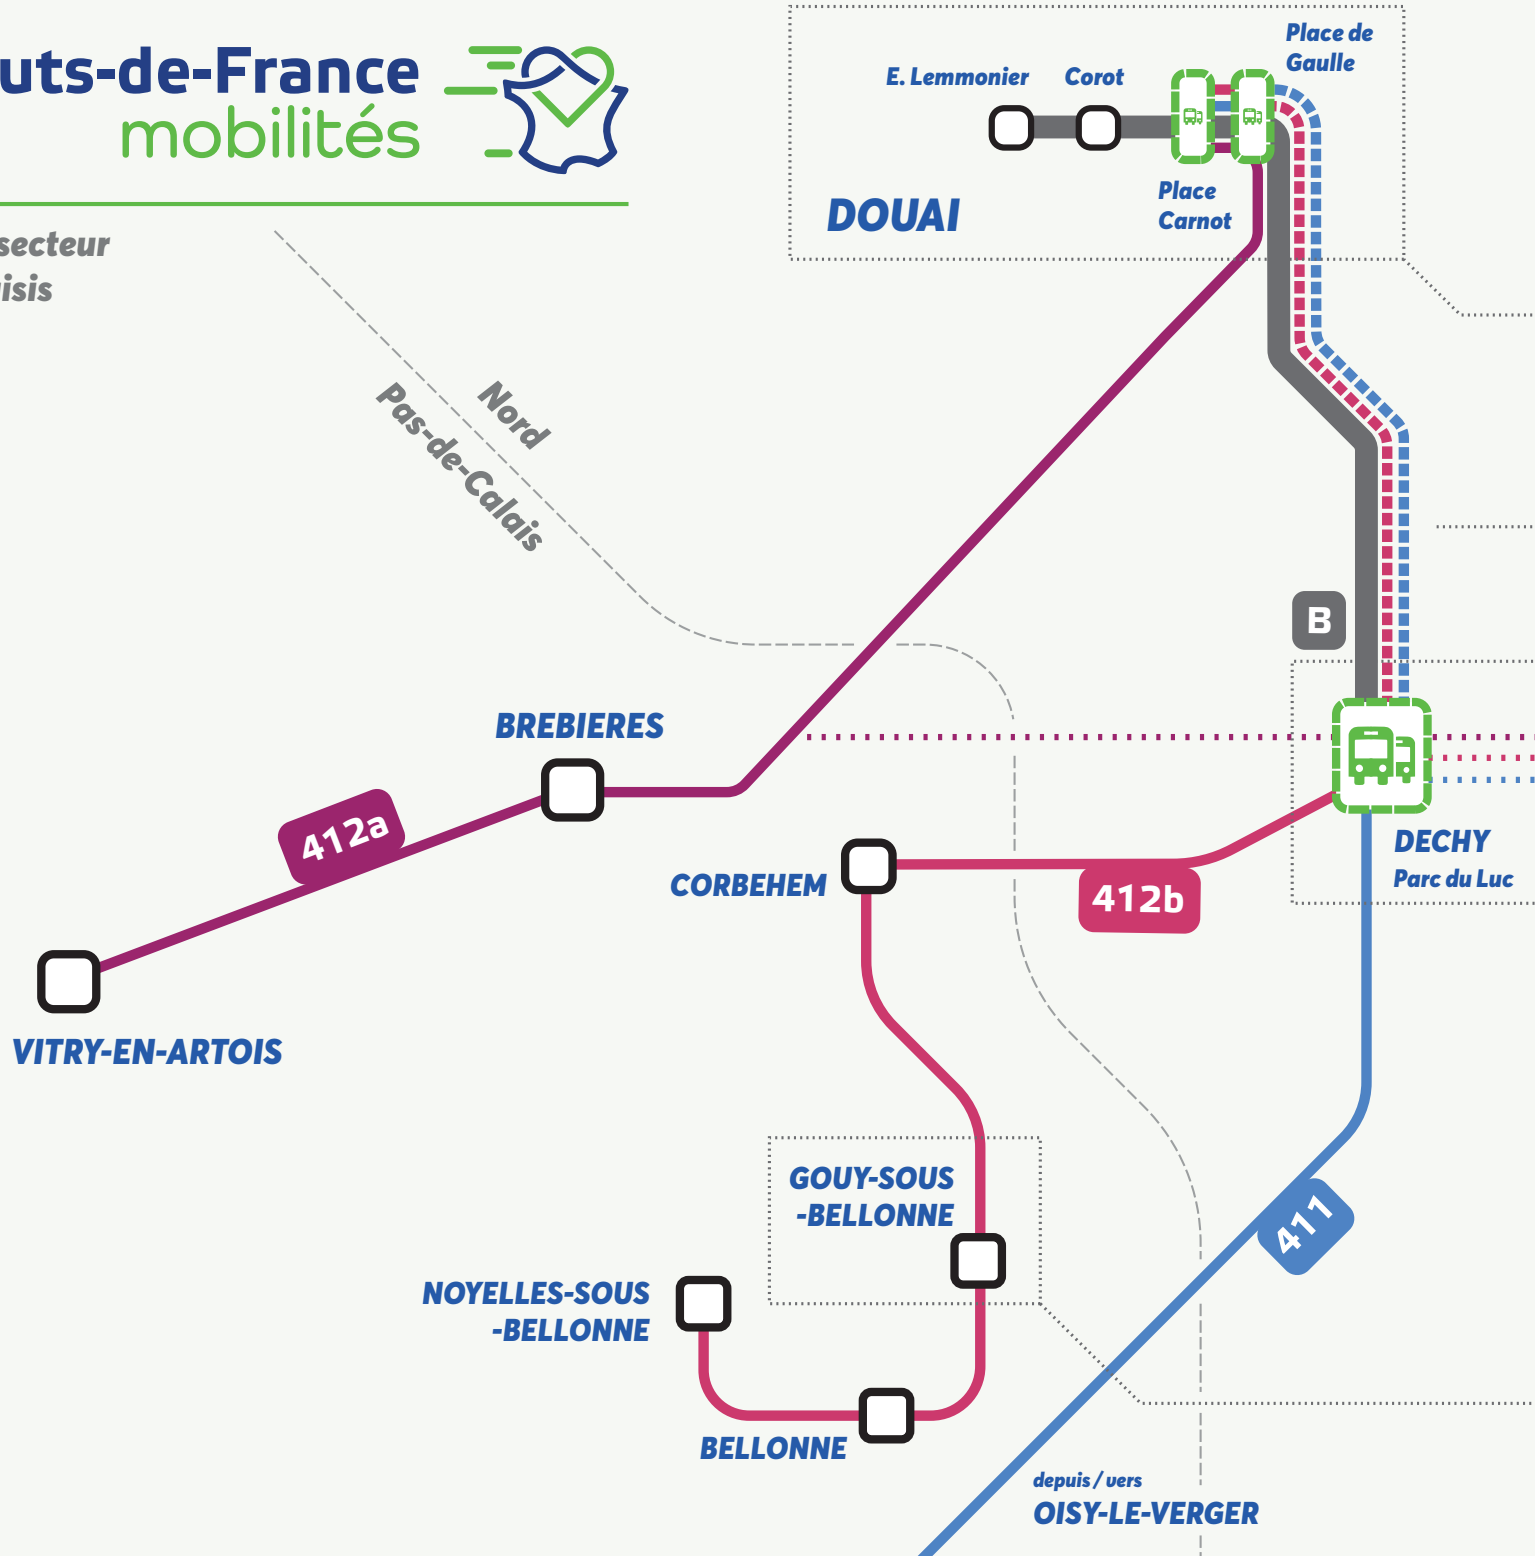 uts-de-France
mobilités
secteur
isis
Place de
Gaulle
E. Lemmonier
Corot
Place
Carnot
DOUAI
Nord
Pas-de-Calais
B
BREBIERES
412a
DECHY
Parc du Luc
CORBEHEM
412b
VITRY-EN-ARTOIS
GOUY-SOUS
-BELLONNE
411
NOYELLES-SOUS
-BELLONNE
BELLONNE
depuis / vers
OISY-LE-VERGER